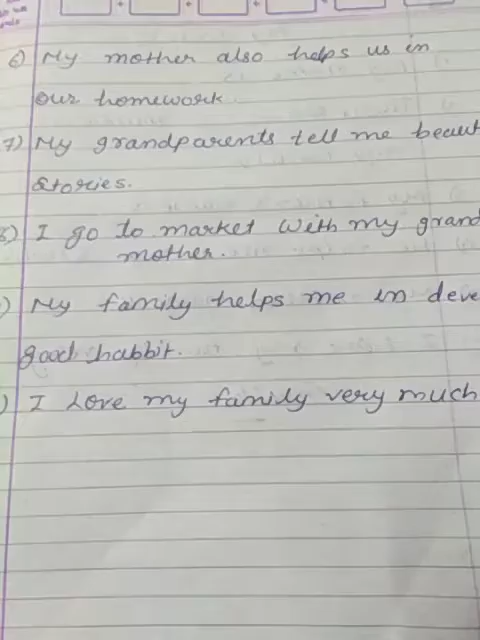 6) My mother also helps us in
our homework.
7) My grandparents tell me beaut
Stories.
8) I go to market with my grand
mother.
) My family helps me in deve
good habbit.
) I Love my family very much